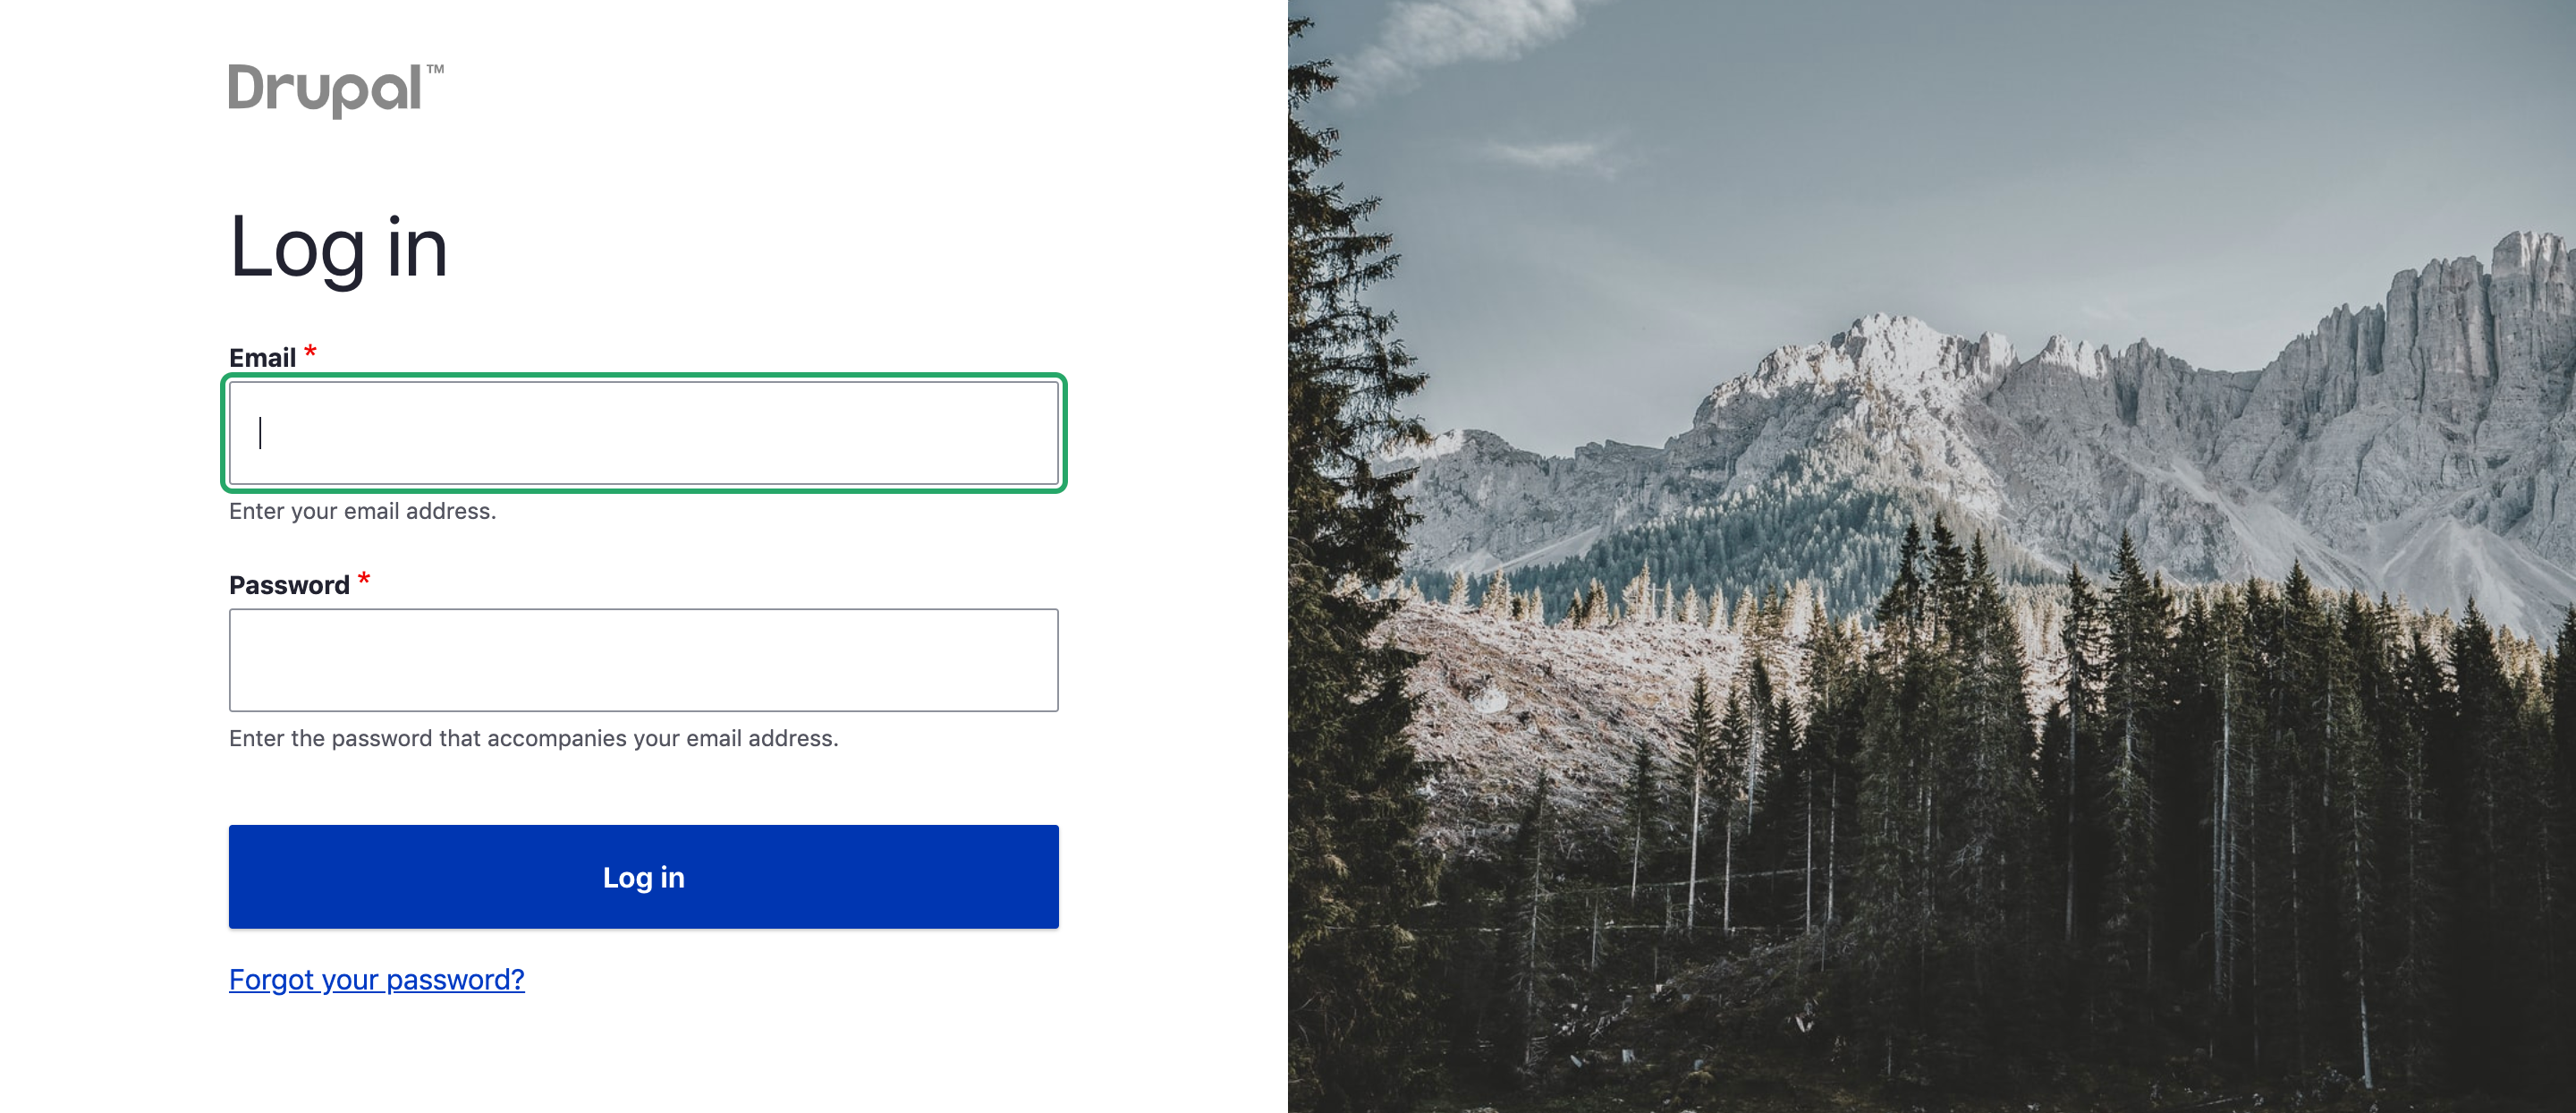 Drupal™
Log in
Email *
Enter your email address.
Password *
Enter the password that accompanies your email address.
Log in
Forgot your password?